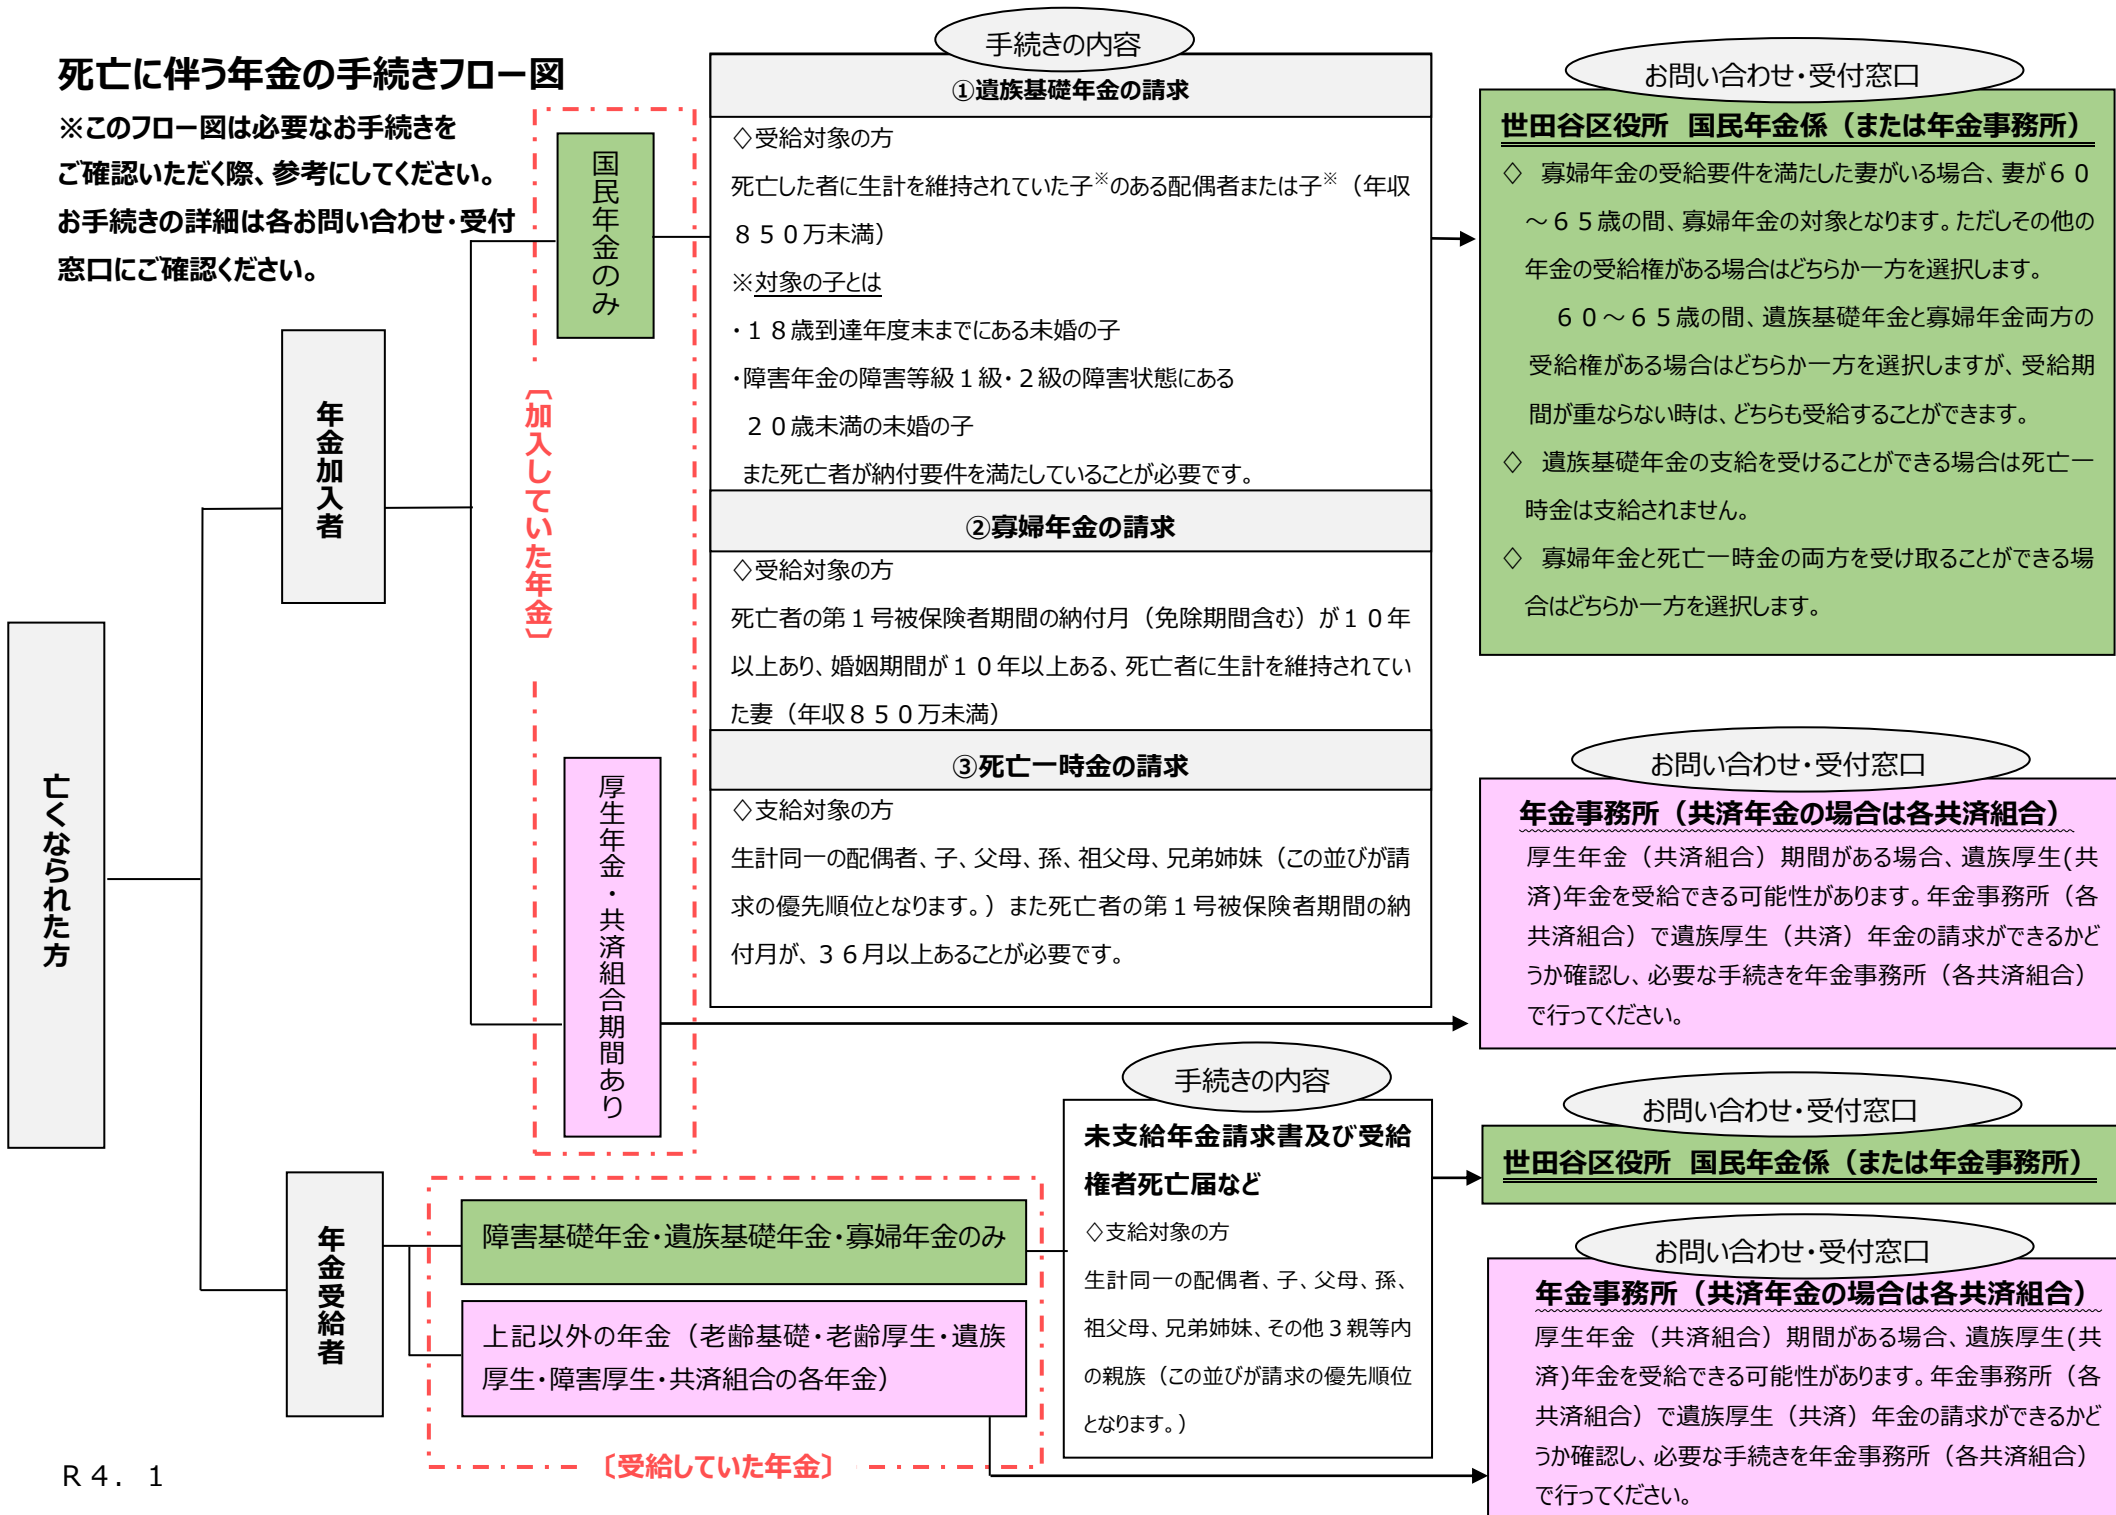 死亡に伴う年金の手続きフロー図
※このフロー図は必要なお手続きを
ご確認いただく際、参考にしてください。
お手続きの詳細は各お問い合わせ・受付
窓口にご確認ください。
亡くなられた方
年金加入者
〔加入していた年金〕
国民年金のみ
手続きの内容
①遺族基礎年金の請求
◇受給対象の方
死亡した者に生計を維持されていた子※のある配偶者または子※（年収
８５０万未満）
※対象の子とは
・１８歳到達年度末までにある未婚の子
・障害年金の障害等級１級・２級の障害状態にある
２０歳未満の未婚の子
また死亡者が納付要件を満たしていることが必要です。
②寡婦年金の請求
◇受給対象の方
死亡者の第１号被保険者期間の納付月（免除期間含む）が１０年
以上あり、婚姻期間が１０年以上ある、死亡者に生計を維持されてい
た妻（年収８５０万未満）
③死亡一時金の請求
◇支給対象の方
生計同一の配偶者、子、父母、孫、祖父母、兄弟姉妹（この並びが請
求の優先順位となります。）また死亡者の第１号被保険者期間の納
付月が、３６月以上あることが必要です。
お問い合わせ・受付窓口
世田谷区役所 国民年金係（または年金事務所）
◇ 寡婦年金の受給要件を満たした妻がいる場合、妻が６０
～６５歳の間、寡婦年金の対象となります。ただしその他の
年金の受給権がある場合はどちらか一方を選択します。
６０～６５歳の間、遺族基礎年金と寡婦年金両方の
受給権がある場合はどちらか一方を選択しますが、受給期
間が重ならない時は、どちらも受給することができます。
◇ 遺族基礎年金の支給を受けることができる場合は死亡一
時金は支給されません。
◇ 寡婦年金と死亡一時金の両方を受け取ることができる場
合はどちらか一方を選択します。
厚生年金・共済組合期間あり
お問い合わせ・受付窓口
年金事務所（共済年金の場合は各共済組合）
厚生年金（共済組合）期間がある場合、遺族厚生(共
済)年金を受給できる可能性があります。年金事務所（各
共済組合）で遺族厚生（共済）年金の請求ができるかど
うか確認し、必要な手続きを年金事務所（各共済組合）
で行ってください。
年金受給者
障害基礎年金・遺族基礎年金・寡婦年金のみ
上記以外の年金（老齢基礎・老齢厚生・遺族
厚生・障害厚生・共済組合の各年金）
〔受給していた年金〕
手続きの内容
未支給年金請求書及び受給
権者死亡届など
◇支給対象の方
生計同一の配偶者、子、父母、孫、
祖父母、兄弟姉妹、その他３親等内
の親族（この並びが請求の優先順位
となります。）
お問い合わせ・受付窓口
世田谷区役所 国民年金係（または年金事務所）
お問い合わせ・受付窓口
年金事務所（共済年金の場合は各共済組合）
厚生年金（共済組合）期間がある場合、遺族厚生(共
済)年金を受給できる可能性があります。年金事務所（各
共済組合）で遺族厚生（共済）年金の請求ができるかど
うか確認し、必要な手続きを年金事務所（各共済組合）
で行ってください。
Ｒ４．１